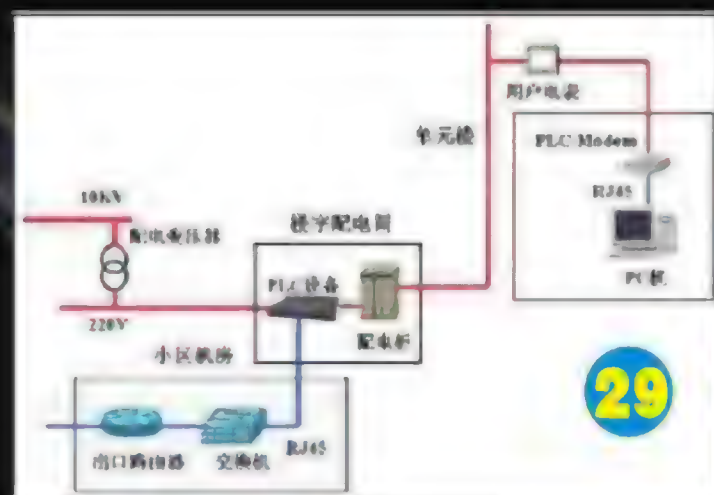 用户电表
单元楼
PLC Modem
10KV
RJ45
配电变压器
楼宇配电间
PLC设备
PC机
220V
配电柜
小区机房
29
RJ45
出口路由器
交换机